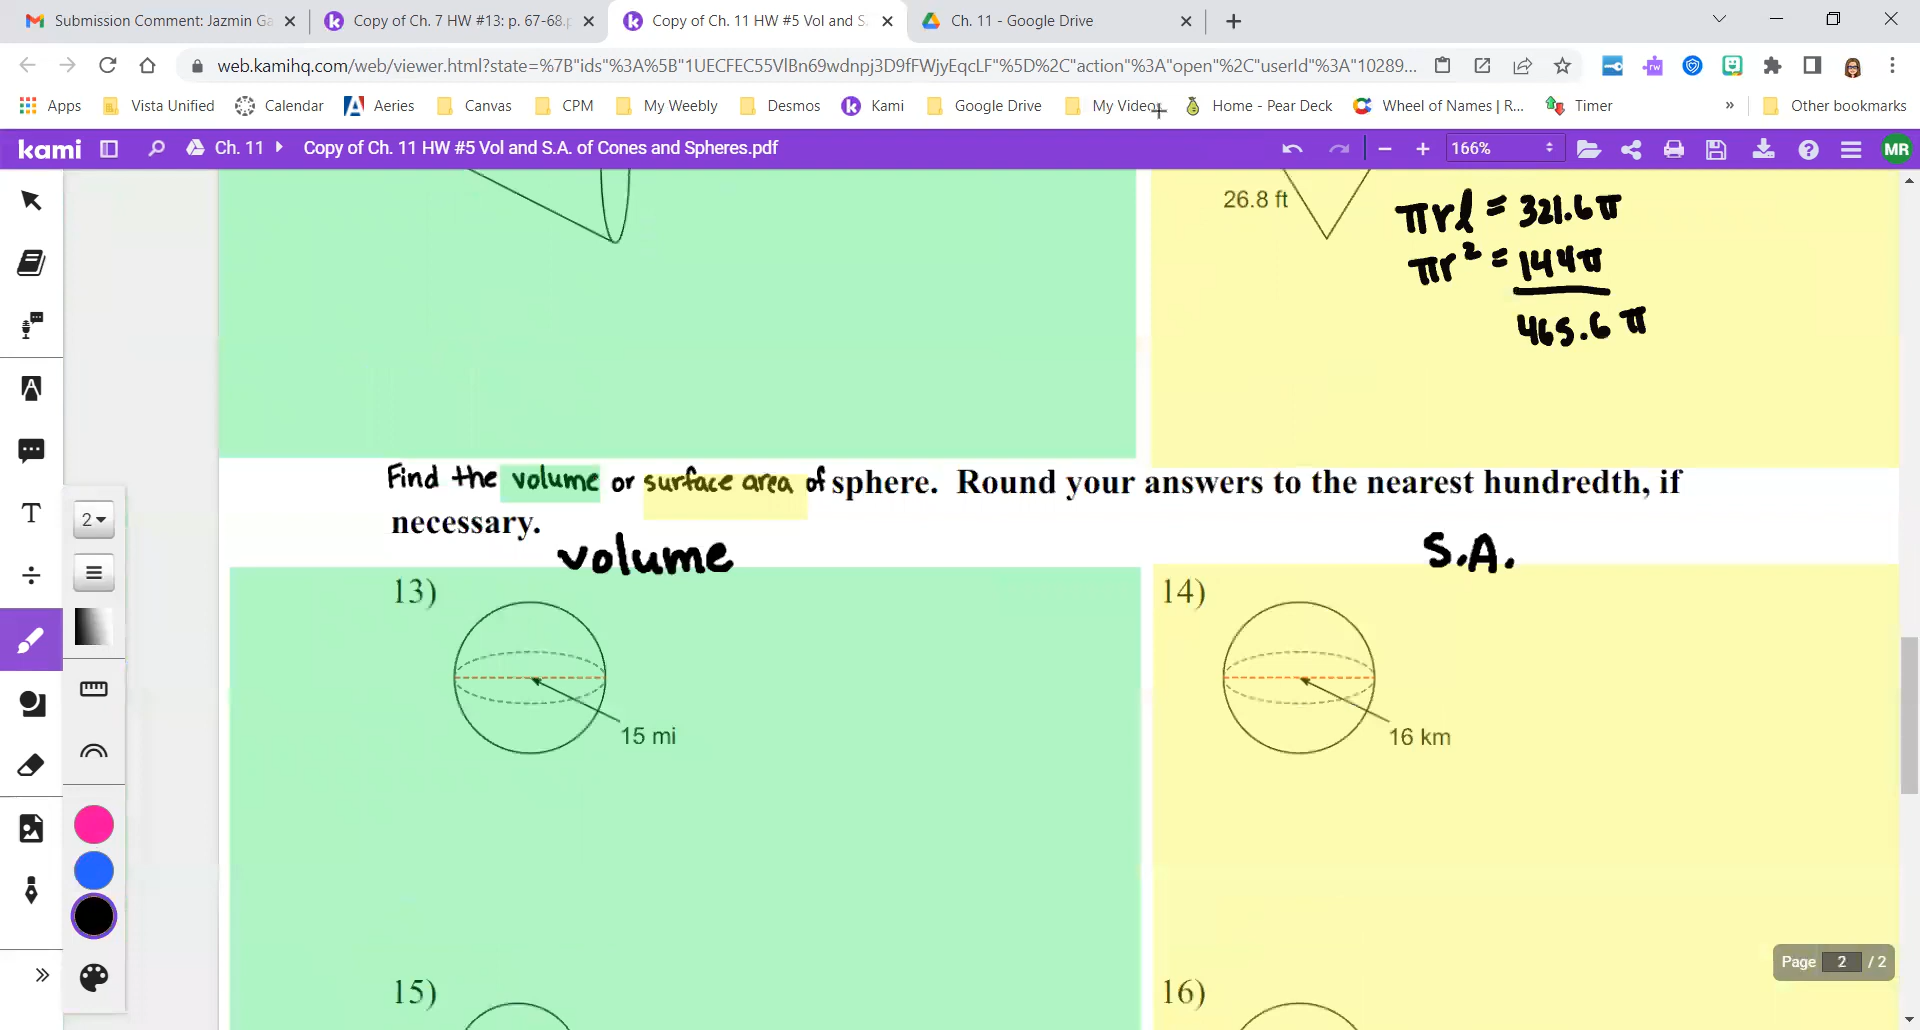 Submission Comment: Jazmin Ga
Copy of Ch. 7 HW #13: p. 67-68.p
Copy of Ch. 11 HW #5 Vol and S.
Ch. 11 - Google Drive
web.kamihq.com/web/viewer.html?state=%7B"ids"%3A%5B"1UECFEC55VlBn69wdnpj3D9fFWjyEqcLF"%5D%2C"action"%3A"open"%2C"userId"%3A"10289...
Apps Vista Unified Calendar Aeries Canvas CPM My Weebly Desmos Kami Google Drive My Videos Home - Pear Deck Wheel of Names | R... Timer » Other bookmarks
kami Ch. 11 Copy of Ch. 11 HW #5 Vol and S.A. of Cones and Spheres.pdf 166% MR
26.8 ft
πrl = 321.6π
πr² = 144π
465.6 π
Find the volume or surface area of sphere. Round your answers to the nearest hundredth, if
necessary.
volume
S.A.
13)
15 mi
14)
16 km
15)
16)
2
Page 2 / 2